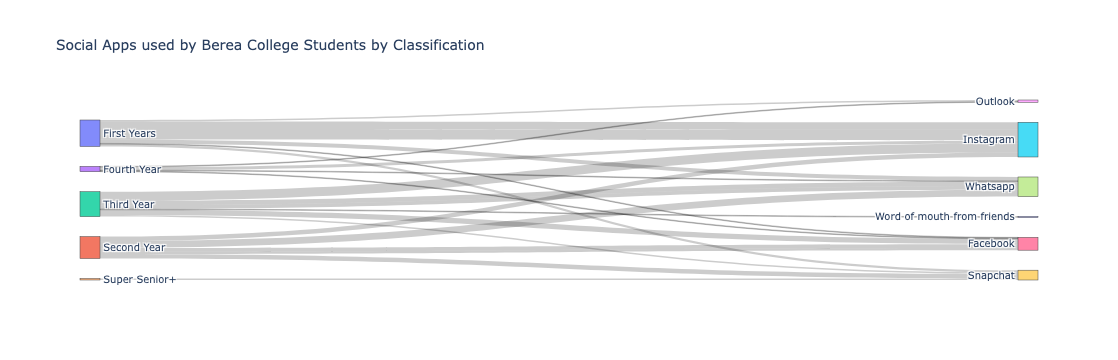 Social Apps used by Berea College Students by Classification
First Years
Fourth Year
Third Year
Second Year
Super Senior+
Outlook
Instagram
Whatsapp
Word-of-mouth-from-friends
Facebook
Snapchat